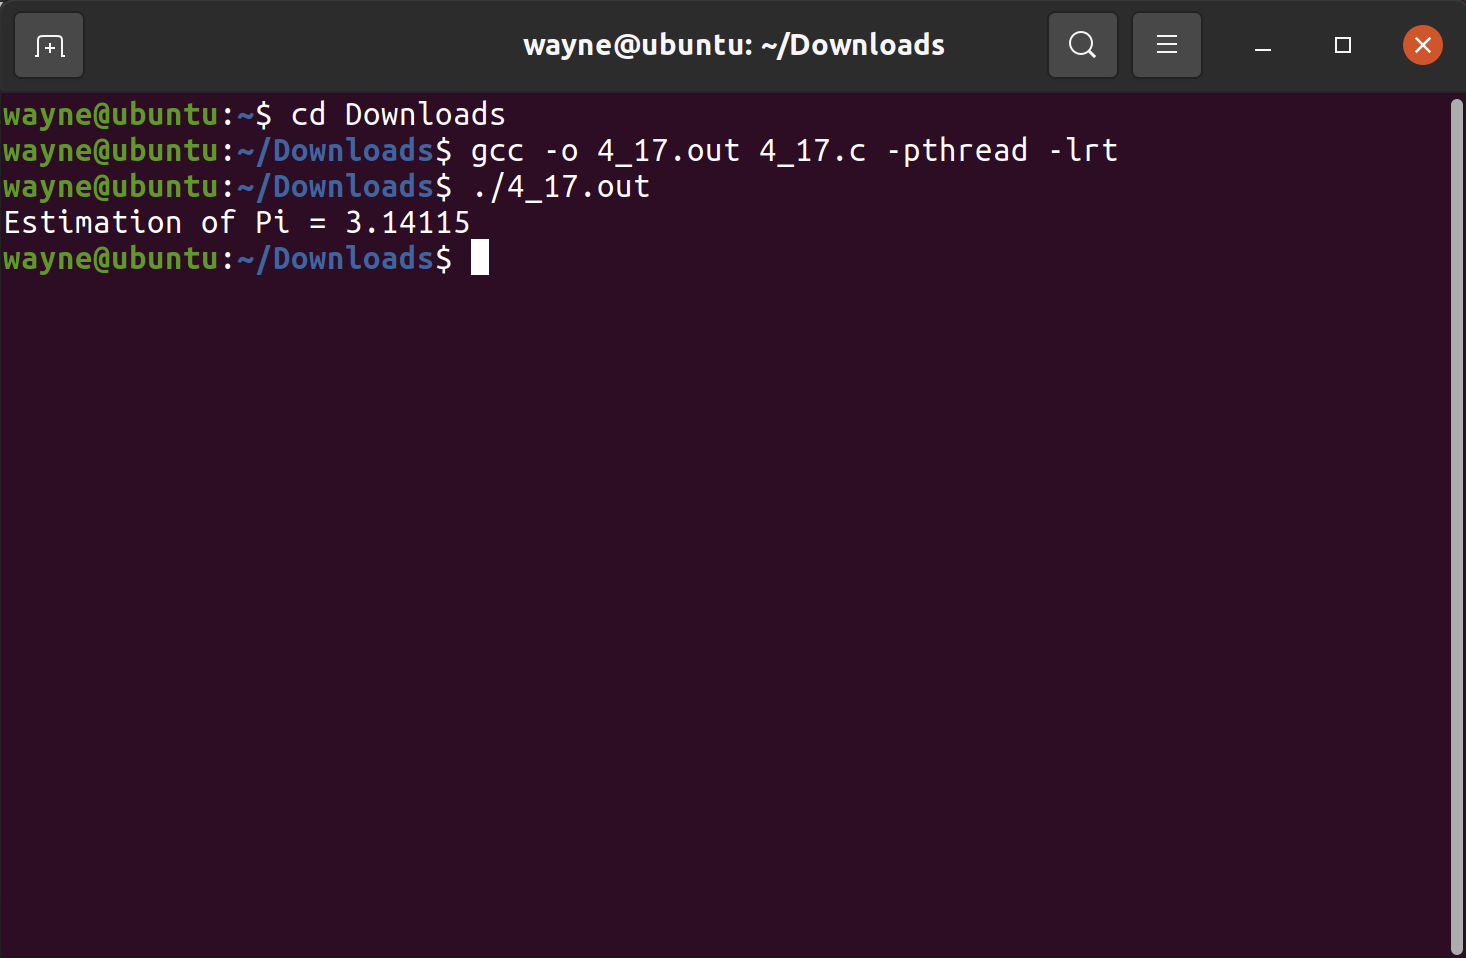 wayne@ubuntu: ~/Downloads
wayne@ubuntu:~$ cd Downloads
wayne@ubuntu:~/Downloads$ gcc -o 4_17.out 4_17.c -pthread -lrt
wayne@ubuntu:~/Downloads$ ./4_17.out
Estimation of Pi = 3.14115
wayne@ubuntu:~/Downloads$